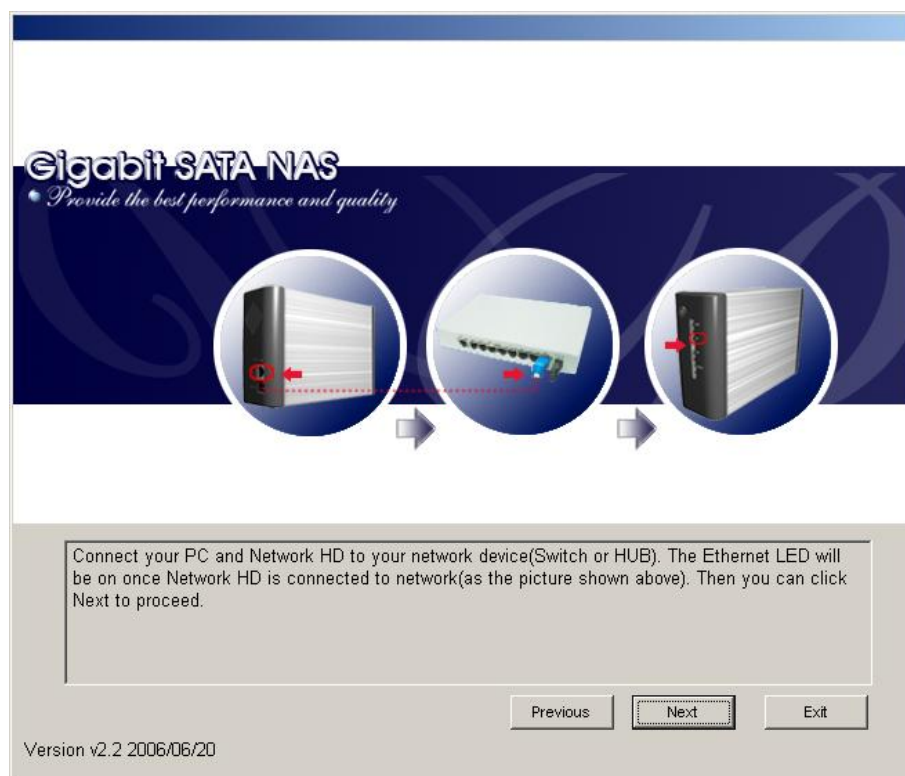 Gigabit SATA NAS
Provide the best performance and quality
Connect your PC and Network HD to your network device(Switch or HUB). The Ethernet LED will
be on once Network HD is connected to network(as the picture shown above). Then you can click
Next to proceed.
Previous
Next
Exit
Version v2.2 2006/06/20